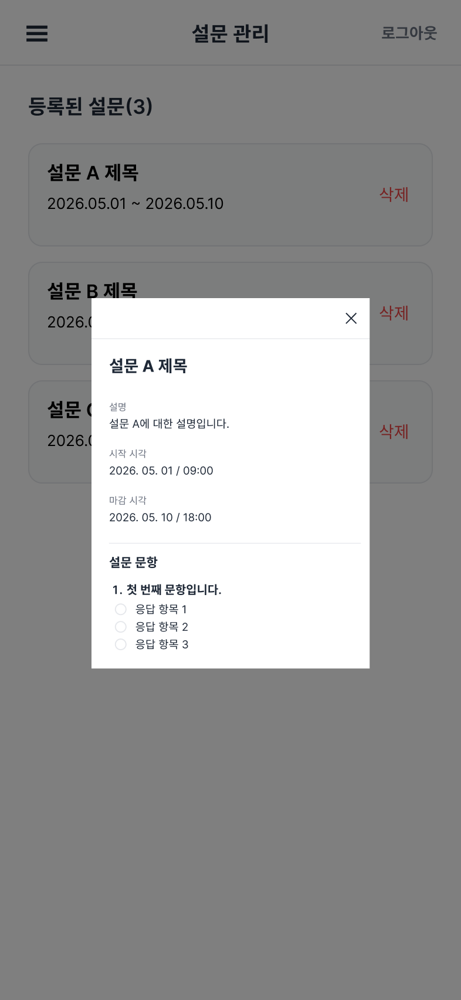 설문 관리
로그아웃
등록된 설문(3)
설문 A 제목
2026.05.01 ~ 2026.05.10
삭제
설문 B 제목
2026.0
삭제
설문
2026.0
삭제
설문 A 제목
설명
설문 A에 대한 설명입니다.
시작 시각
2026. 05. 01 / 09:00
마감 시각
2026. 05. 10 / 18:00
설문 문항
1. 첫 번째 문항입니다.
응답 항목 1
응답 항목 2
응답 항목 3